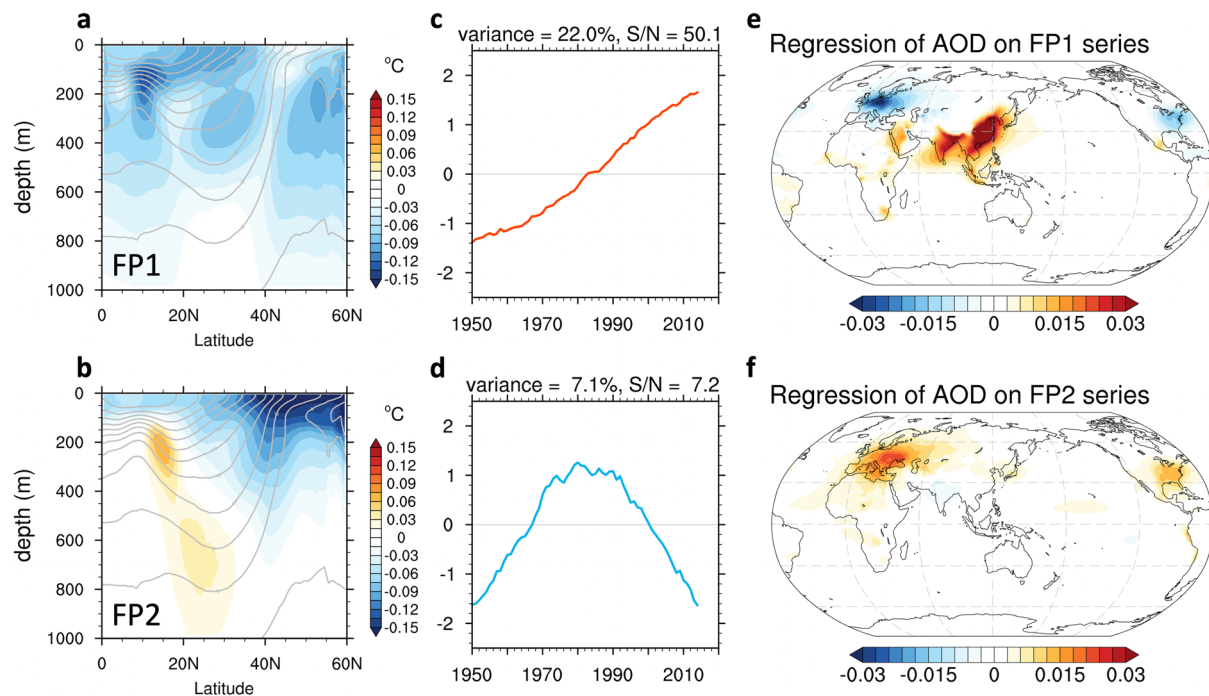 a
0
200
400
600
800
1000
depth (m)
FP1
0
20N
40N
60N
Latitude
°C
0.15
0.12
0.09
0.06
0.03
0
-0.03
-0.06
-0.09
-0.12
-0.15
c
variance = 22.0%, S/N = 50.1
2
1
0
-1
-2
1950
1970
1990
2010
e
Regression of AOD on FP1 series
-0.03
-0.015
0
0.015
0.03
b
0
200
400
600
800
1000
depth (m)
FP2
0
20N
40N
60N
Latitude
°C
0.15
0.12
0.09
0.06
0.03
0
-0.03
-0.06
-0.09
-0.12
-0.15
d
variance = 7.1%, S/N = 7.2
2
1
0
-1
-2
1950
1970
1990
2010
f
Regression of AOD on FP2 series
-0.03
-0.015
0
0.015
0.03